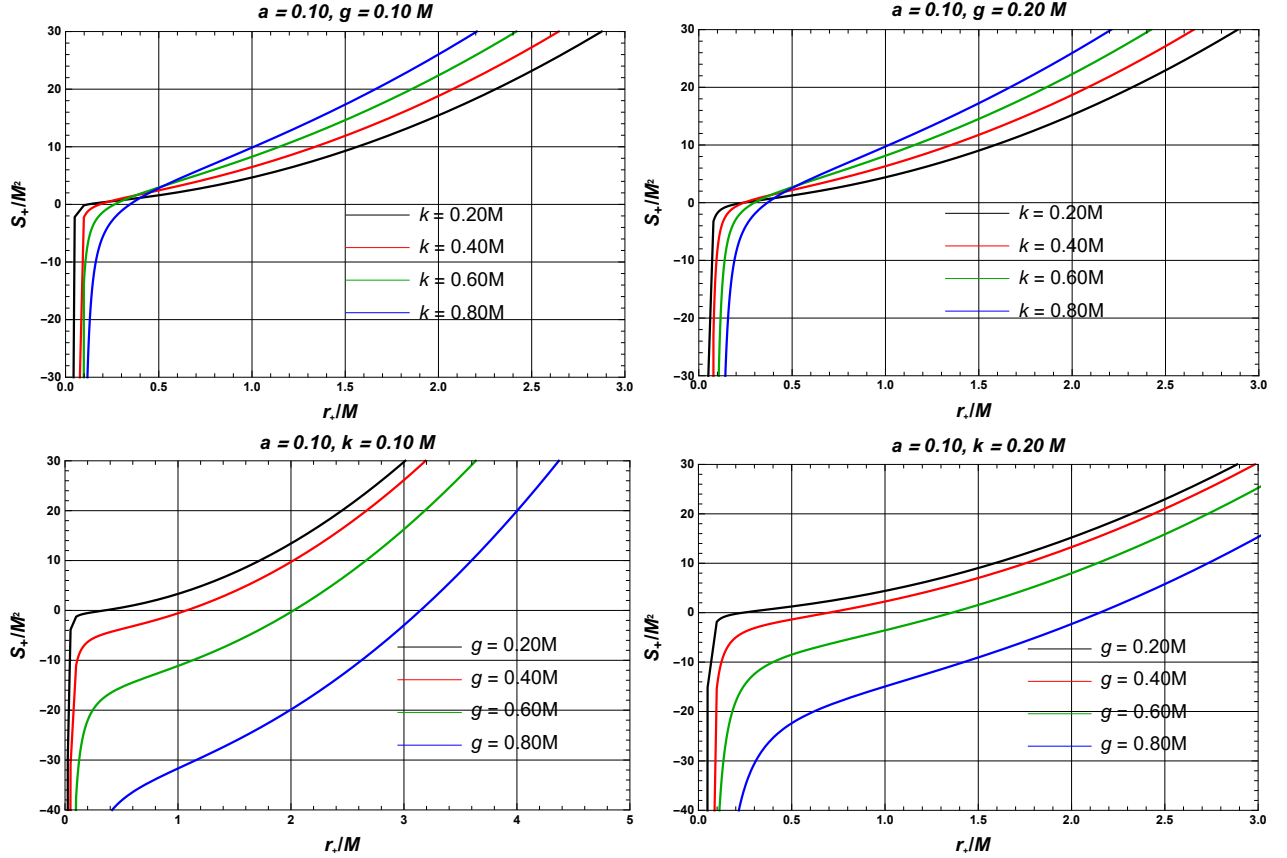 a = 0.10, g = 0.10 M
30
20
10
0
−10
−20
−30
S₊/M²
k = 0.20M
k = 0.40M
k = 0.60M
k = 0.80M
0.0 0.5 1.0 1.5 2.0 2.5 3.0
r₊/M
a = 0.10, g = 0.20 M
30
20
10
0
−10
−20
−30
S₊/M²
k = 0.20M
k = 0.40M
k = 0.60M
k = 0.80M
0.0 0.5 1.0 1.5 2.0 2.5 3.0
r₊/M
a = 0.10, k = 0.10 M
30
20
10
0
−10
−20
−30
−40
S₊/M²
g = 0.20M
g = 0.40M
g = 0.60M
g = 0.80M
0 1 2 3 4 5
r₊/M
a = 0.10, k = 0.20 M
30
20
10
0
−10
−20
−30
−40
S₊/M²
g = 0.20M
g = 0.40M
g = 0.60M
g = 0.80M
0.0 0.5 1.0 1.5 2.0 2.5 3.0
r₊/M